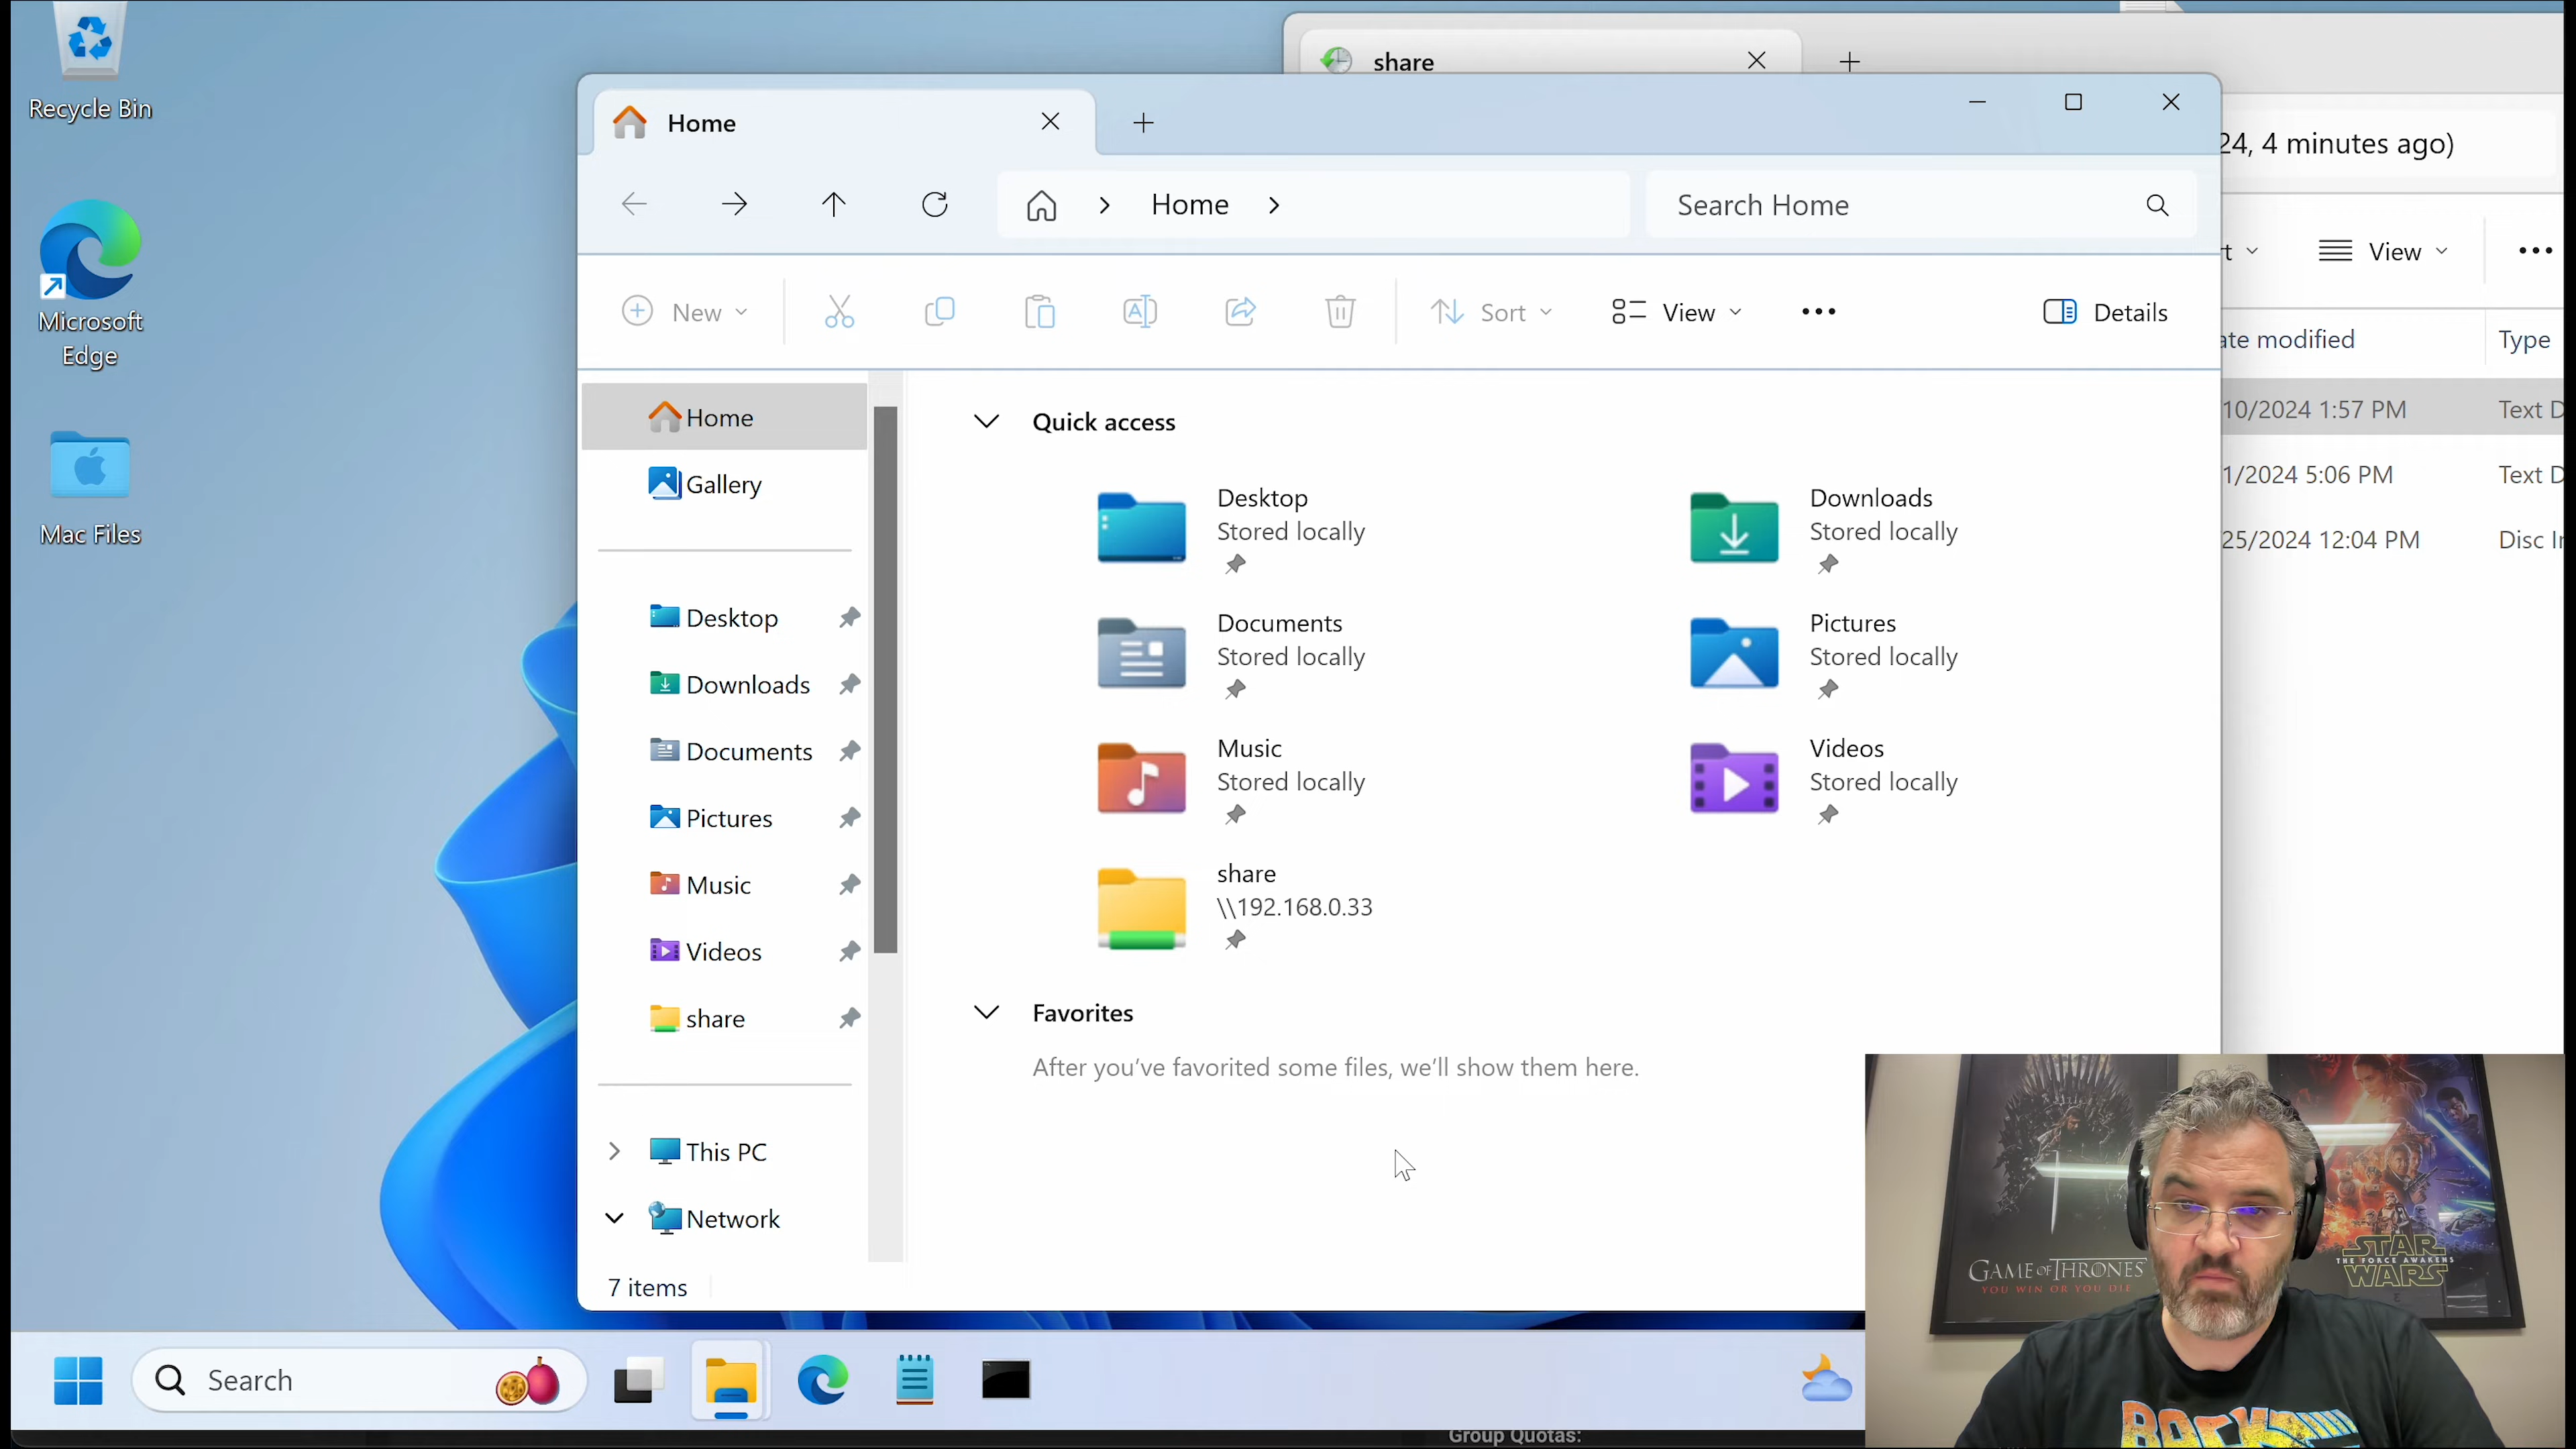 Recycle Bin
Microsoft
Edge
Mac Files
share
24, 4 minutes ago)
View
Date modified
Type
10/2024 1:57 PM
Text D
1/2024 5:06 PM
Text D
25/2024 12:04 PM
Disc I
Home
Home
Search Home
New
Sort
View
Details
Home
Gallery
Desktop
Downloads
Documents
Pictures
Music
Videos
share
This PC
Network
Quick access
Desktop
Stored locally
Downloads
Stored locally
Documents
Stored locally
Pictures
Stored locally
Music
Stored locally
Videos
Stored locally
share
\\192.168.0.33
Favorites
After you've favorited some files, we'll show them here.
7 items
Search
Group Quotas:
GAME OF THRONES
YOU WIN OR YOU DIE
STAR
THE FORCE AWAKENS
WARS
ROCK